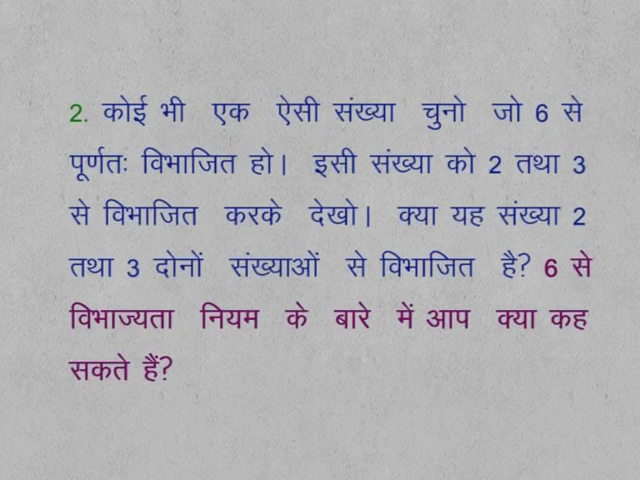 2. कोई भी एक ऐसी संख्या चुनो जो 6 से
पूर्णतः विभाजित हो। इसी संख्या को 2 तथा 3
से विभाजित करके देखो। क्या यह संख्या 2
तथा 3 दोनों संख्याओं से विभाजित है? 6 से
विभाज्यता नियम के बारे में आप क्या कह
सकते हैं?